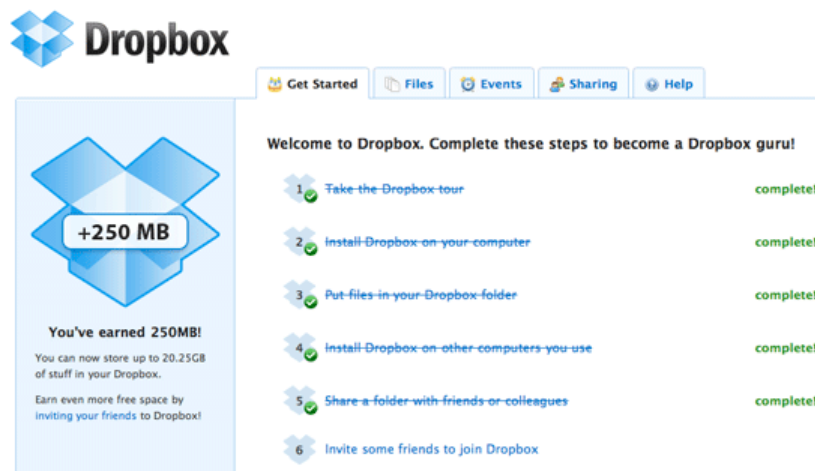 Dropbox
Get Started Files Events Sharing Help
Welcome to Dropbox. Complete these steps to become a Dropbox guru!
1 Take the Dropbox tour complete!
2 Install Dropbox on your computer complete!
3 Put files in your Dropbox folder complete!
4 Install Dropbox on other computers you use complete!
5 Share a folder with friends or colleagues complete!
6 Invite some friends to join Dropbox
+250 MB
You've earned 250MB!
You can now store up to 20.25GB
of stuff in your Dropbox.
Earn even more free space by
inviting your friends to Dropbox!